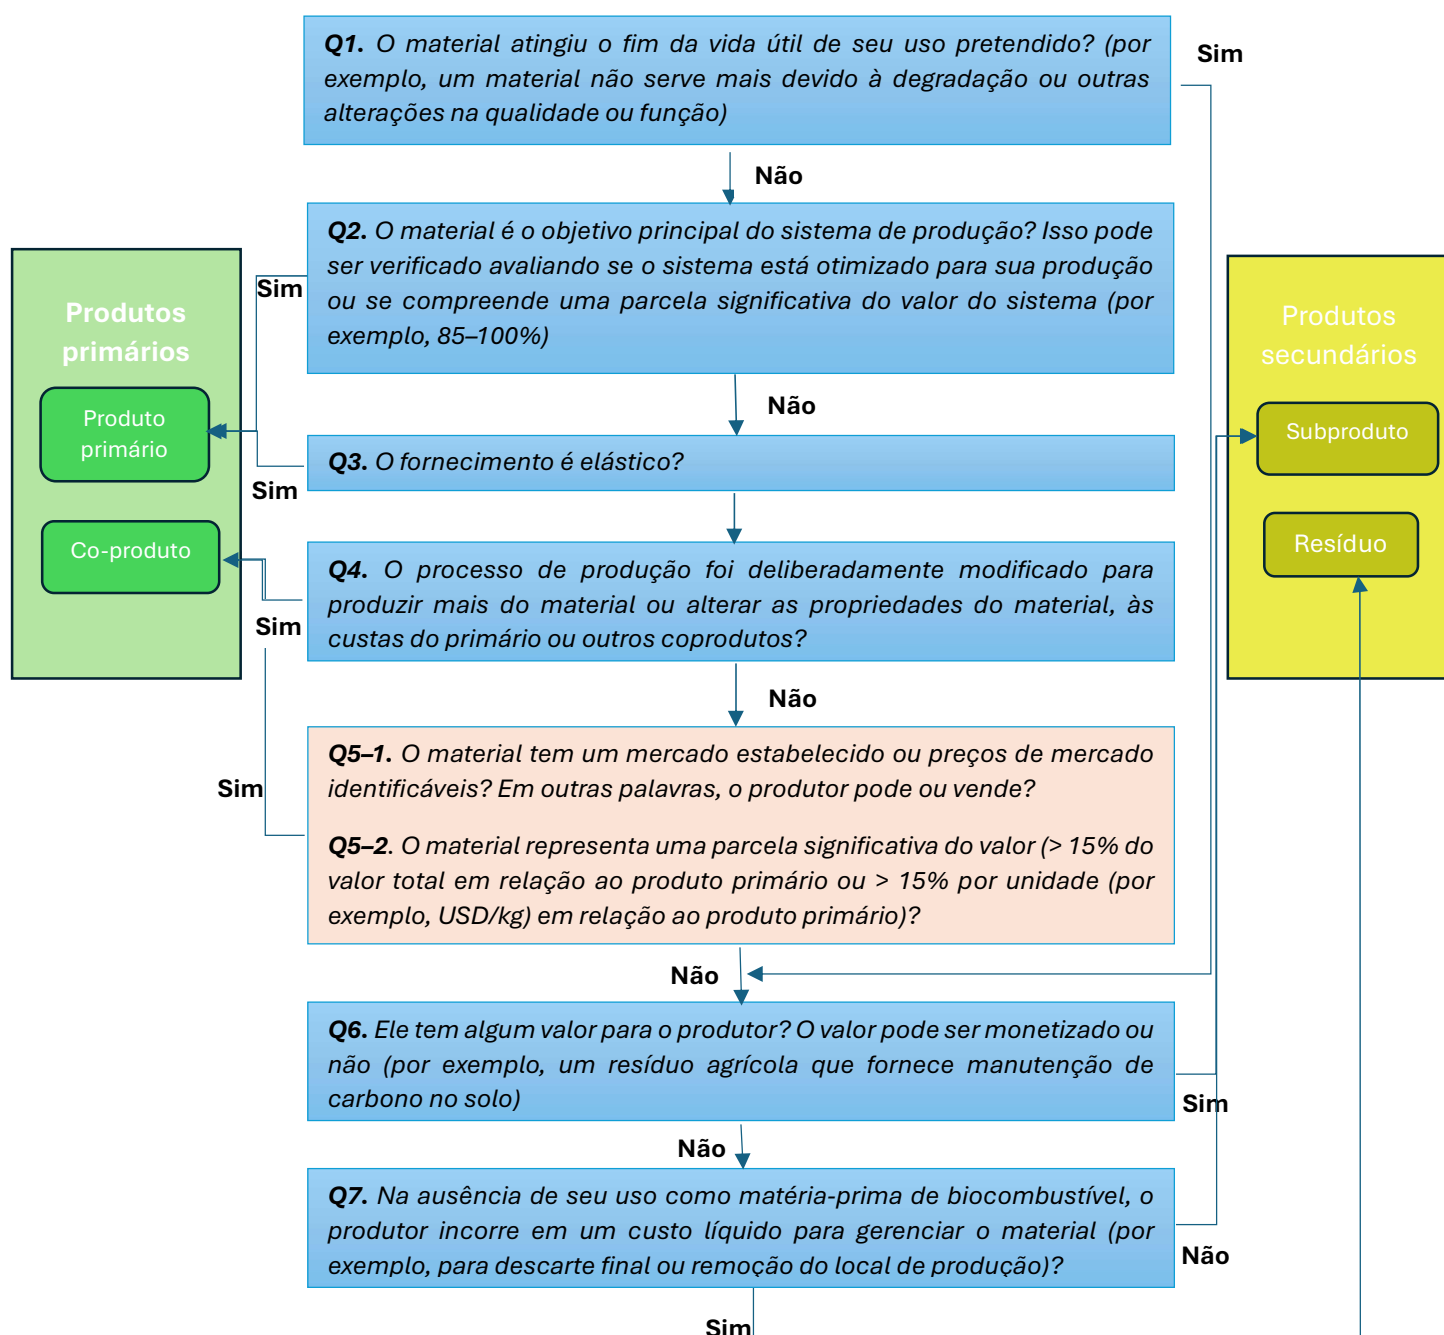 Q1. O material atingiu o fim da vida útil de seu uso pretendido? (por
exemplo, um material não serve mais devido à degradação ou outras
alterações na qualidade ou função)
Sim
Não
Q2. O material é o objetivo principal do sistema de produção? Isso pode
ser verificado avaliando se o sistema está otimizado para sua produção
ou se compreende uma parcela significativa do valor do sistema (por
exemplo, 85–100%)
Sim
Não
Produtos
primários
Produto
primário
Co-produto
Produtos
secundários
Subproduto
Resíduo
Q3. O fornecimento é elástico?
Sim
Q4. O processo de produção foi deliberadamente modificado para
produzir mais do material ou alterar as propriedades do material, às
custas do primário ou outros coprodutos?
Sim
Não
Q5–1. O material tem um mercado estabelecido ou preços de mercado
identificáveis? Em outras palavras, o produtor pode ou vende?
Q5–2. O material representa uma parcela significativa do valor (> 15% do
valor total em relação ao produto primário ou > 15% por unidade (por
exemplo, USD/kg) em relação ao produto primário)?
Sim
Não
Q6. Ele tem algum valor para o produtor? O valor pode ser monetizado ou
não (por exemplo, um resíduo agrícola que fornece manutenção de
carbono no solo)
Sim
Não
Q7. Na ausência de seu uso como matéria-prima de biocombustível, o
produtor incorre em um custo líquido para gerenciar o material (por
exemplo, para descarte final ou remoção do local de produção)?
Não
Sim